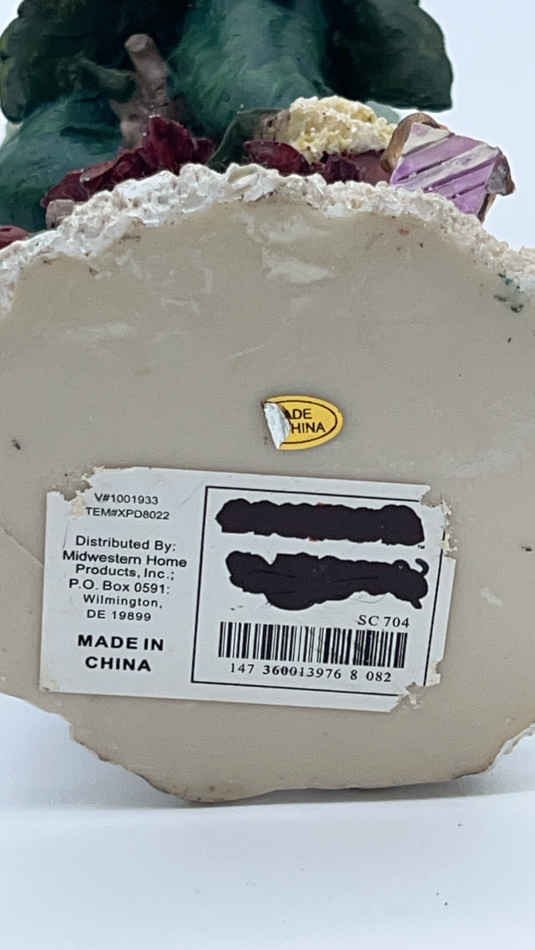 ADE
HINA
V#1001933
TEM#XPD8022
Distributed By:
Midwestern Home
Products, Inc.;
P.O. Box 0591:
Wilmington,
DE 19899
MADE IN
CHINA
SC 704
147 360013976 8 082